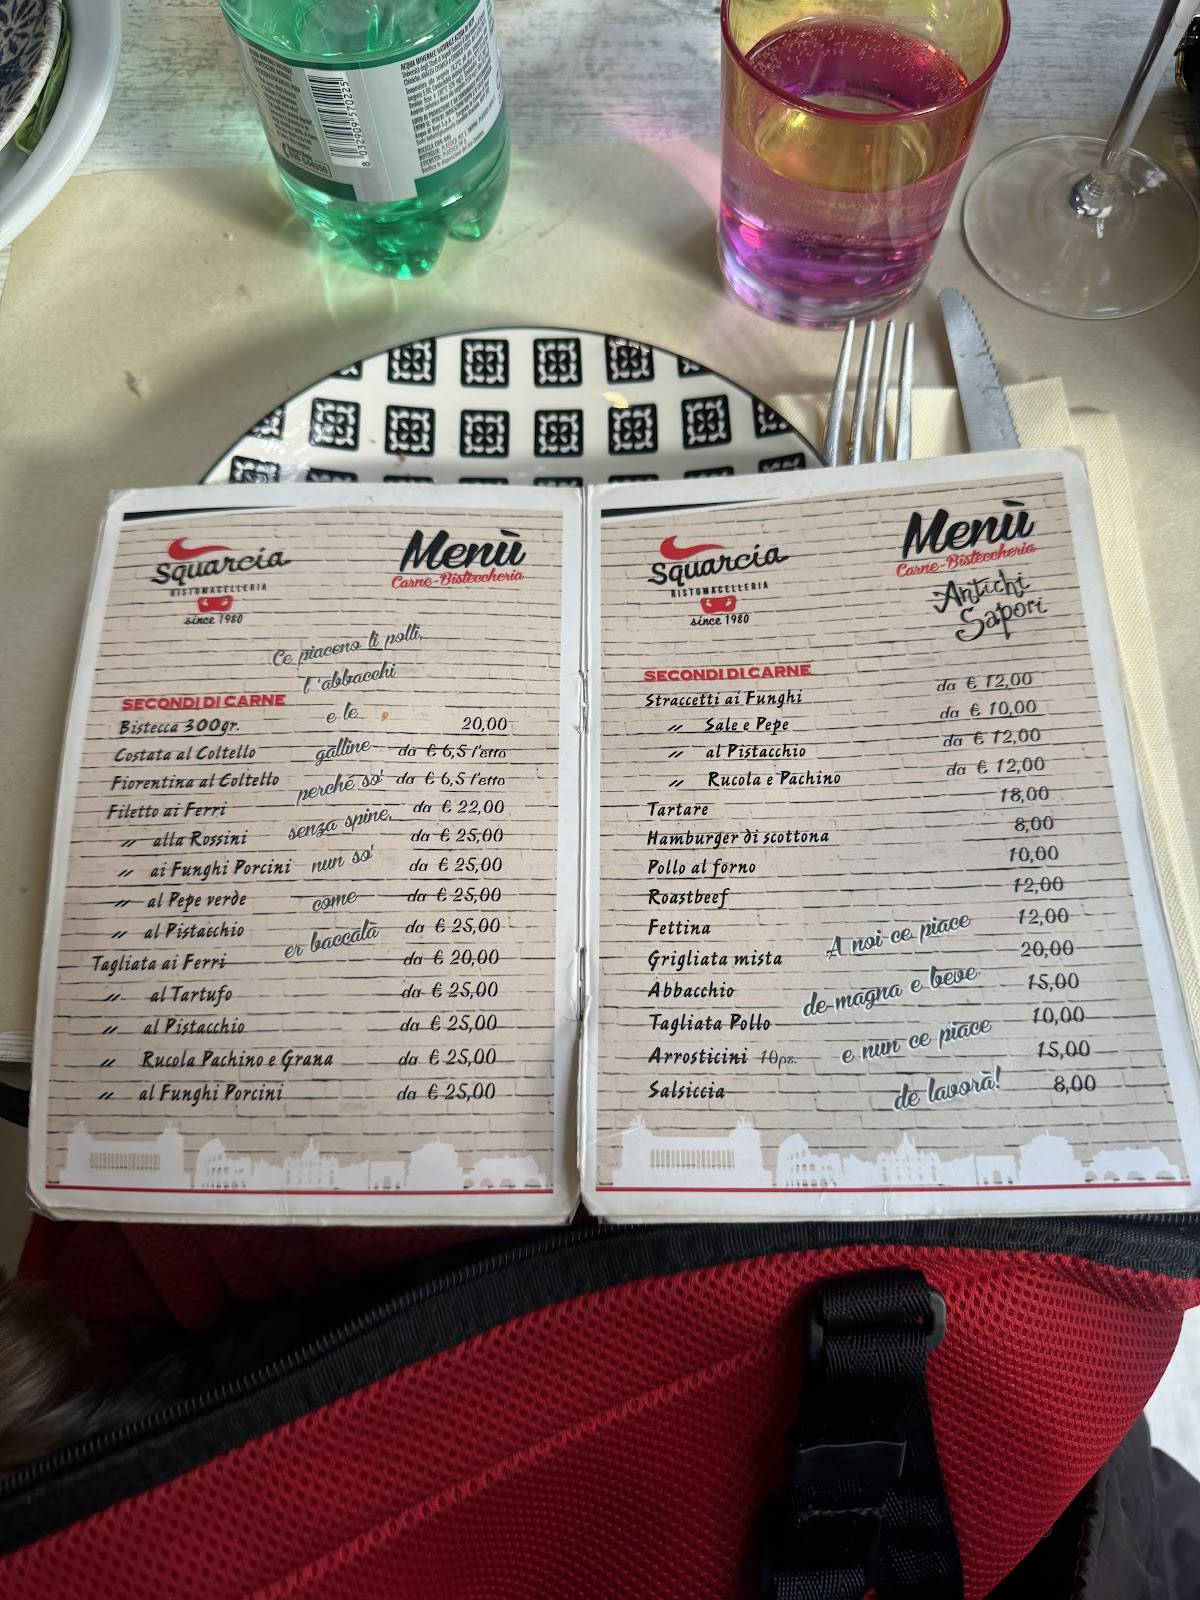 8 032909 570225
ACQUA MINERALE NATURALE
Squarcia
RISTOMACELLERIA
since 1980
Menù
Carne-Bisteccheria
Ce piaceno li polli,
l'abbacchi
e le
galline
perché so'
senza spine,
nun so'
come
er baccalà
SECONDI DI CARNE
Bistecca 300gr. 20,00
Costata al Coltello da € 6,5 l'etto
Fiorentina al Coltello da € 6,5 l'etto
Filetto ai Ferri da € 22,00
〃 alla Rossini da € 25,00
〃 ai Funghi Porcini da € 25,00
〃 al Pepe verde da € 25,00
〃 al Pistacchio da € 25,00
Tagliata ai Ferri da € 20,00
〃 al Tartufo da € 25,00
〃 al Pistacchio da € 25,00
〃 Rucola Pachino e Grana da € 25,00
〃 al Funghi Porcini da € 25,00
Squarcia
RISTOMACELLERIA
since 1980
Menù
Carne-Bisteccheria
Antichi
Sapori
SECONDI DI CARNE
Straccetti ai Funghi da € 12,00
〃 Sale e Pepe da € 10,00
〃 al Pistacchio da € 12,00
〃 Rucola e Pachino da € 12,00
Tartare 18,00
Hamburger di scottona 8,00
Pollo al forno 10,00
Roastbeef 12,00
Fettina 12,00
Grigliata mista 20,00
Abbacchio 15,00
Tagliata Pollo 10,00
Arrosticini 10pz. 15,00
Salsiccia 8,00
A noi ce piace
de magna e beve
e nun ce piace
de lavorà!